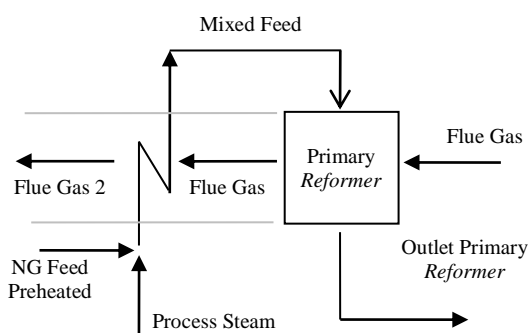 Mixed Feed
Flue Gas
Primary
Reformer
Flue Gas 2
Flue Gas
NG Feed
Preheated
Outlet Primary
Reformer
Process Steam